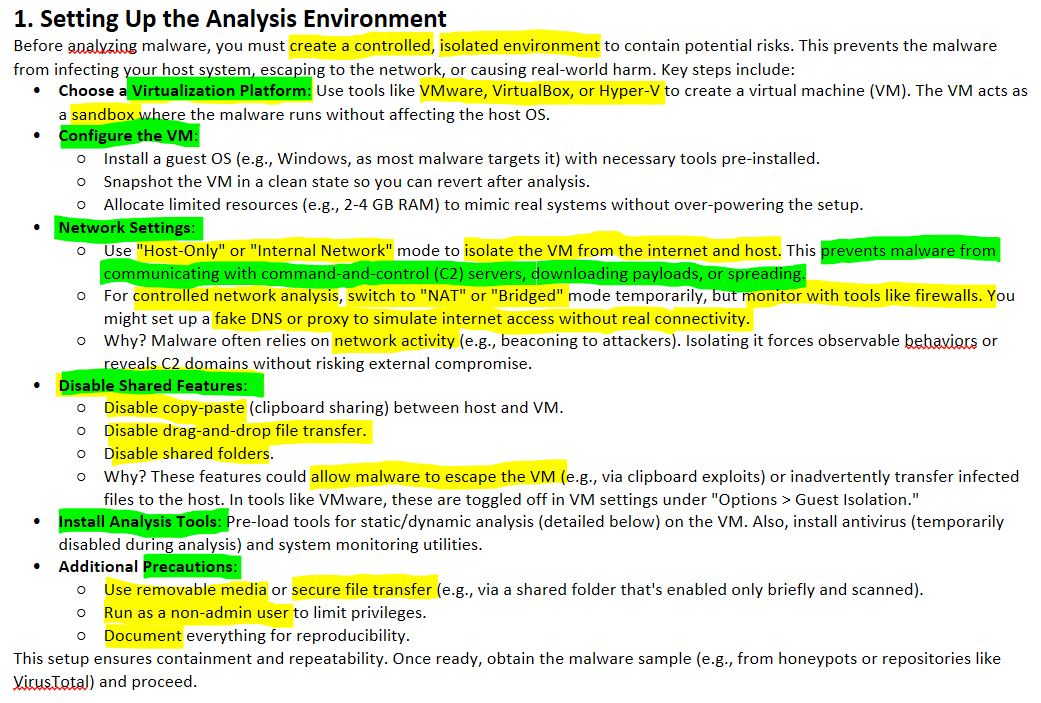 1. Setting Up the Analysis Environment
Before analyzing malware, you must create a controlled, isolated environment to contain potential risks. This prevents the malware
from infecting your host system, escaping to the network, or causing real-world harm. Key steps include:
• Choose a Virtualization Platform: Use tools like VMware, VirtualBox, or Hyper-V to create a virtual machine (VM). The VM acts as
a sandbox where the malware runs without affecting the host OS.
• Configure the VM:
○ Install a guest OS (e.g., Windows, as most malware targets it) with necessary tools pre-installed.
○ Snapshot the VM in a clean state so you can revert after analysis.
○ Allocate limited resources (e.g., 2-4 GB RAM) to mimic real systems without over-powering the setup.
• Network Settings:
○ Use "Host-Only" or "Internal Network" mode to isolate the VM from the internet and host. This prevents malware from
communicating with command-and-control (C2) servers, downloading payloads, or spreading.
○ For controlled network analysis, switch to "NAT" or "Bridged" mode temporarily, but monitor with tools like firewalls. You
might set up a fake DNS or proxy to simulate internet access without real connectivity.
○ Why? Malware often relies on network activity (e.g., beaconing to attackers). Isolating it forces observable behaviors or
reveals C2 domains without risking external compromise.
• Disable Shared Features:
○ Disable copy-paste (clipboard sharing) between host and VM.
○ Disable drag-and-drop file transfer.
○ Disable shared folders.
○ Why? These features could allow malware to escape the VM (e.g., via clipboard exploits) or inadvertently transfer infected
files to the host. In tools like VMware, these are toggled off in VM settings under "Options > Guest Isolation."
• Install Analysis Tools: Pre-load tools for static/dynamic analysis (detailed below) on the VM. Also, install antivirus (temporarily
disabled during analysis) and system monitoring utilities.
• Additional Precautions:
○ Use removable media or secure file transfer (e.g., via a shared folder that's enabled only briefly and scanned).
○ Run as a non-admin user to limit privileges.
○ Document everything for reproducibility.
This setup ensures containment and repeatability. Once ready, obtain the malware sample (e.g., from honeypots or repositories like
VirusTotal) and proceed.